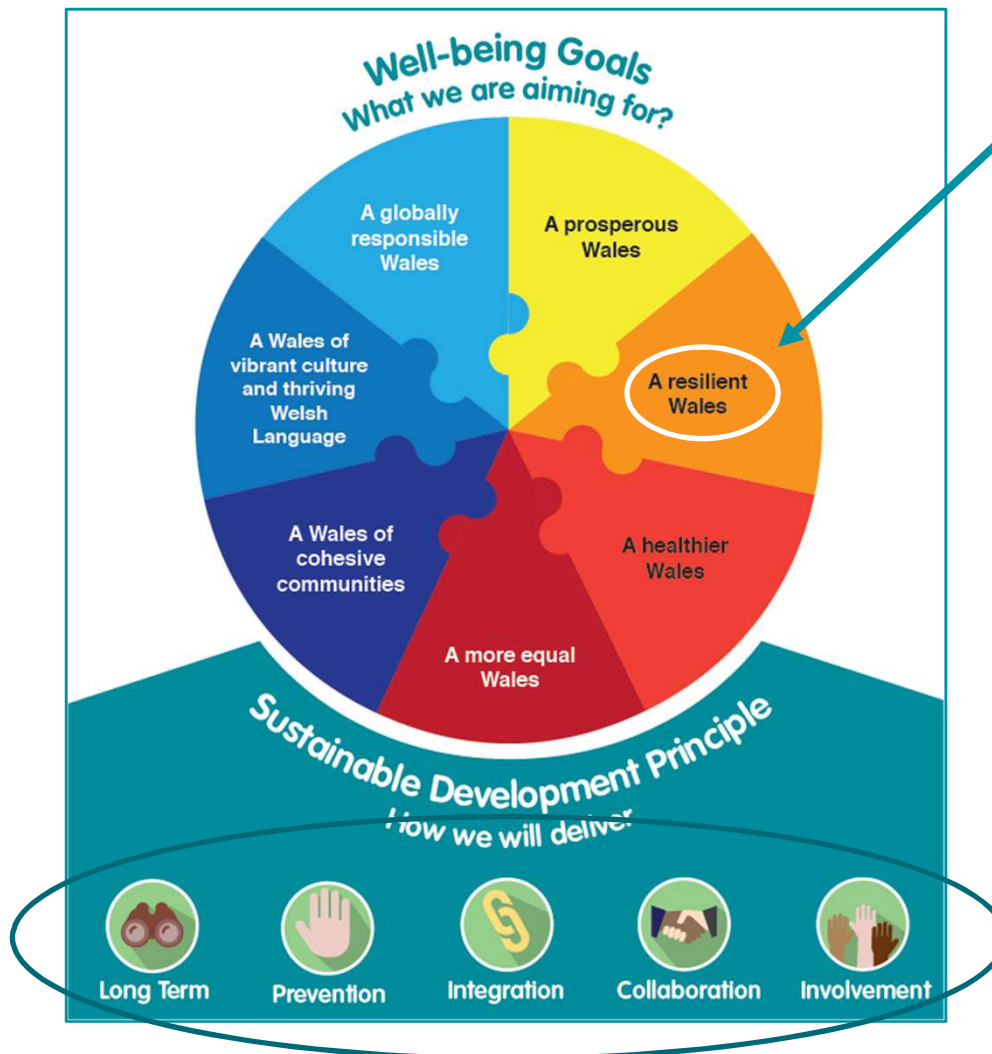 Well-being Goals
What we are aiming for?
A globally
responsible
Wales
A prosperous
Wales
A Wales of
vibrant culture
and thriving
Welsh
Language
A resilient
Wales
A Wales of
cohesive
communities
A healthier
Wales
A more equal
Wales
Sustainable Development Principle
How we will deliver
Long Term
Prevention
Integration
Collaboration
Involvement